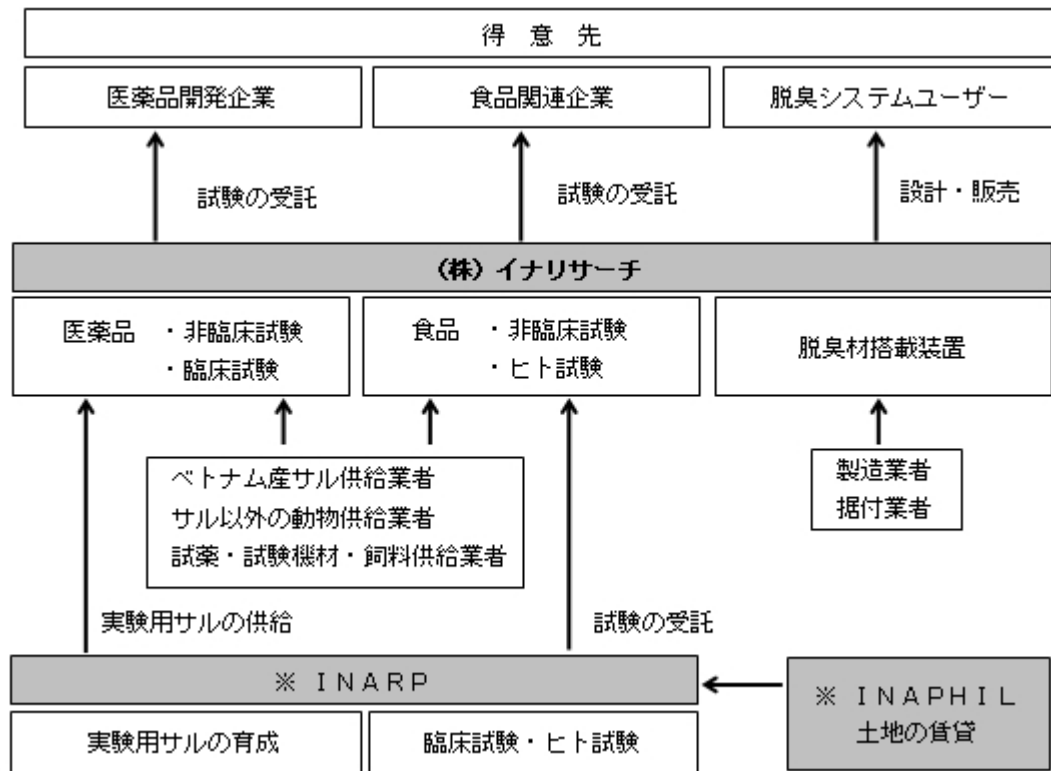 得 意 先
医薬品開発企業
食品関連企業
脱臭システムユーザー
試験の受託
試験の受託
設計・販売
(株)イナリサーチ
医薬品 ・非臨床試験
・臨床試験
食品 ・非臨床試験
・ヒト試験
脱臭材搭載装置
ベトナム産サル供給業者
サル以外の動物供給業者
試薬・試験機材・飼料供給業者
製造業者
据付業者
実験用サルの供給
試験の受託
※ ＩＮＡＲＰ
※ ＩＮＡＰＨＩＬ
土地の賃貸
実験用サルの育成
臨床試験・ヒト試験